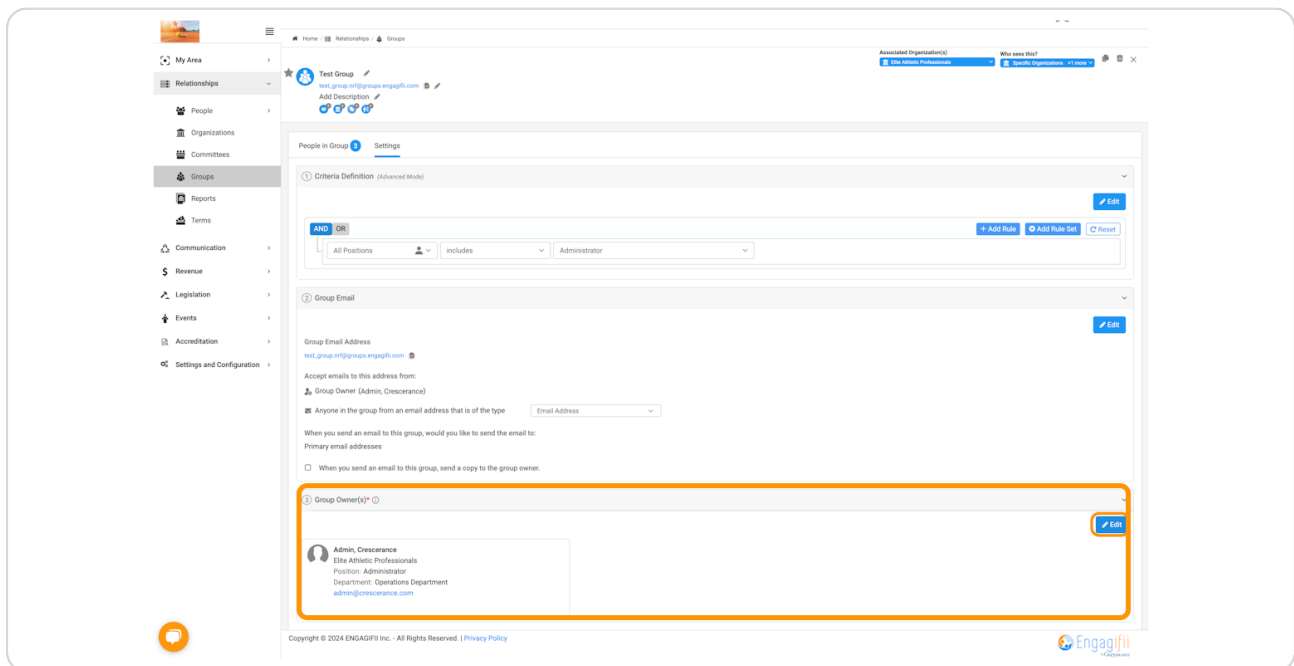 Home / Relationships / Groups
My Area
Relationships
People
Organizations
Committees
Groups
Reports
Terms
Communication
Revenue
Legislation
Events
Accreditation
Settings and Configuration
Associated Organization(s)
Elite Athletic Professionals
Who sees this?
Specific Organizations +1 more
Test Group
test_group.nrf@groups.engagifii.com
Add Description
People in Group 3 Settings
1 Criteria Definition (Advanced Mode)
Edit
AND OR
+ Add Rule Add Rule Set Reset
All Positions includes Administrator
2 Group Email
Edit
Group Email Address
test_group.nrf@groups.engagifii.com
Accept emails to this address from:
Group Owner (Admin, Crescerance)
Anyone in the group from an email address that is of the type Email Address
When you send an email to this group, would you like to send the email to:
Primary email addresses
When you send an email to this group, send a copy to the group owner.
3 Group Owner(s)*
Edit
Admin, Crescerance
Elite Athletic Professionals
Position: Administrator
Department: Operations Department
admin@crescerance.com
Copyright © 2024 ENGAGIFII Inc. - All Rights Reserved. | Privacy Policy
Engagifii